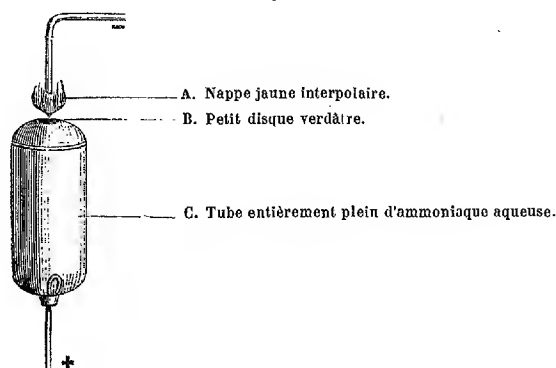 A. Nappe jaune interpolaire.
B. Petit disque verdâtre.
C. Tube entièrement plein d'ammoniaque aqueuse.
+